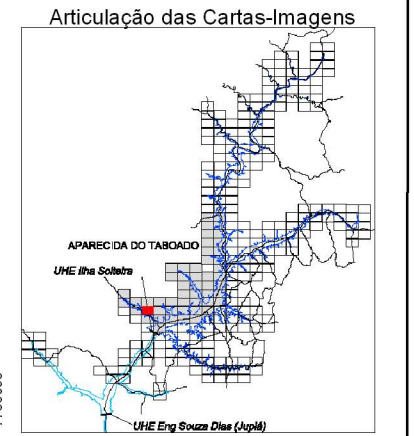 Articulação das Cartas-Imagens
APARECIDA DO TABOADO
UHE Ilha Solteira
UHE Eng Souza Dias (Jupiá)